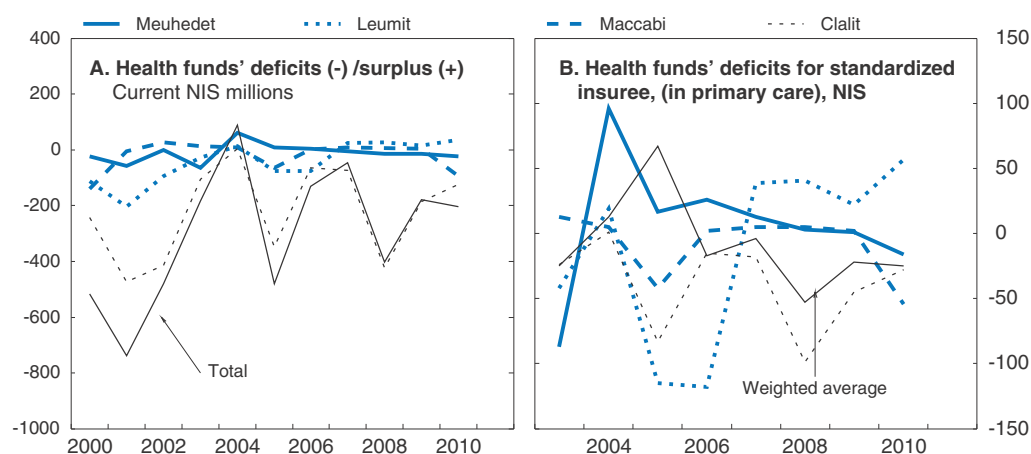 Meuhedet Leumit Maccabi Clalit
400 150
A. Health funds' deficits (-) /surplus (+)
Current NIS millions
B. Health funds' deficits for standardized
insuree, (in primary care), NIS
200
100
0
50
-200
0
-400
-50
-600
-100
-800
Total
Weighted average
-1000 -150
2000 2002 2004 2006 2008 2010 2004 2006 2008 2010